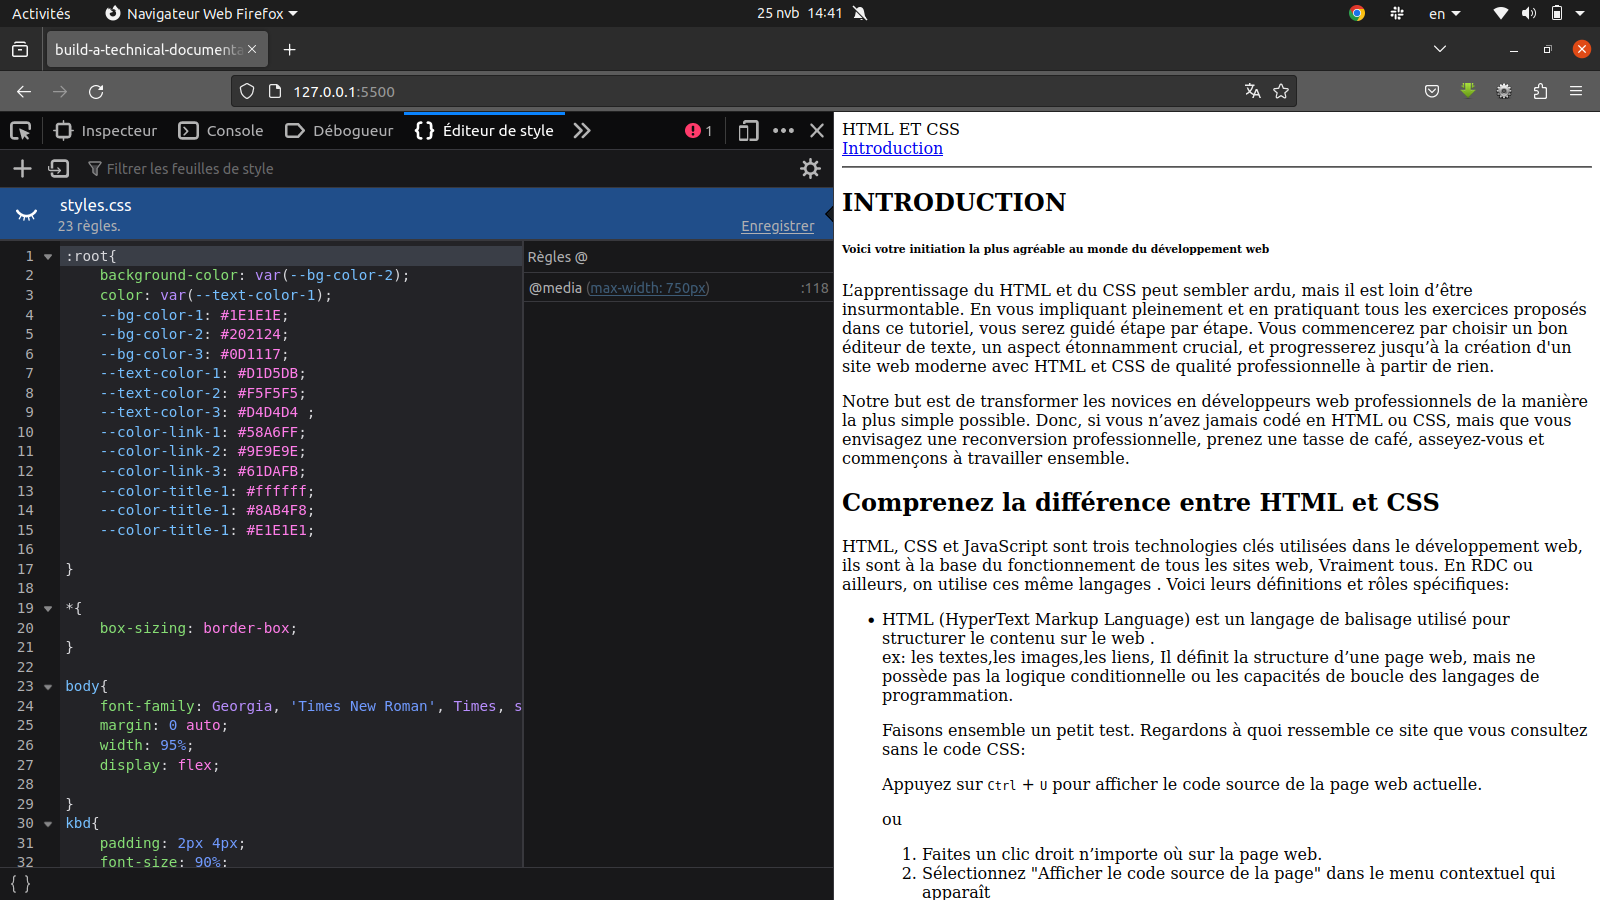 Activités
Navigateur Web Firefox
25 nvb 14:41
en
build-a-technical-documenta
127.0.0.1:5500
Inspecteur
Console
Débogueur
{} Éditeur de style
1
Filtrer les feuilles de style
styles.css
23 règles.
Enregistrer
1 :root{
2 background-color: var(--bg-color-2);
3 color: var(--text-color-1);
4 --bg-color-1: #1E1E1E;
5 --bg-color-2: #202124;
6 --bg-color-3: #0D1117;
7 --text-color-1: #D1D5DB;
8 --text-color-2: #F5F5F5;
9 --text-color-3: #D4D4D4 ;
10 --color-link-1: #58A6FF;
11 --color-link-2: #9E9E9E;
12 --color-link-3: #61DAFB;
13 --color-title-1: #ffffff;
14 --color-title-1: #8AB4F8;
15 --color-title-1: #E1E1E1;
16
17 }
18
19 *{
20 box-sizing: border-box;
21 }
22
23 body{
24 font-family: Georgia, 'Times New Roman', Times, s
25 margin: 0 auto;
26 width: 95%;
27 display: flex;
28
29 }
30 kbd{
31 padding: 2px 4px;
32 font-size: 90%;
{ }
Règles @
@media (max-width: 750px) :118
HTML ET CSS
Introduction
INTRODUCTION
Voici votre initiation la plus agréable au monde du développement web
L’apprentissage du HTML et du CSS peut sembler ardu, mais il est loin d’être
insurmontable. En vous impliquant pleinement et en pratiquant tous les exercices proposés
dans ce tutoriel, vous serez guidé étape par étape. Vous commencerez par choisir un bon
éditeur de texte, un aspect étonnamment crucial, et progresserez jusqu’à la création d'un
site web moderne avec HTML et CSS de qualité professionnelle à partir de rien.
Notre but est de transformer les novices en développeurs web professionnels de la manière
la plus simple possible. Donc, si vous n’avez jamais codé en HTML ou CSS, mais que vous
envisagez une reconversion professionnelle, prenez une tasse de café, asseyez-vous et
commençons à travailler ensemble.
Comprenez la différence entre HTML et CSS
HTML, CSS et JavaScript sont trois technologies clés utilisées dans le développement web,
ils sont à la base du fonctionnement de tous les sites web, Vraiment tous. En RDC ou
ailleurs, on utilise ces même langages . Voici leurs définitions et rôles spécifiques:
• HTML (HyperText Markup Language) est un langage de balisage utilisé pour
structurer le contenu sur le web .
ex: les textes,les images,les liens, Il définit la structure d’une page web, mais ne
possède pas la logique conditionnelle ou les capacités de boucle des langages de
programmation.
Faisons ensemble un petit test. Regardons à quoi ressemble ce site que vous consultez
sans le code CSS:
Appuyez sur Ctrl + U pour afficher le code source de la page web actuelle.
ou
1. Faites un clic droit n’importe où sur la page web.
2. Sélectionnez "Afficher le code source de la page" dans le menu contextuel qui
apparaît